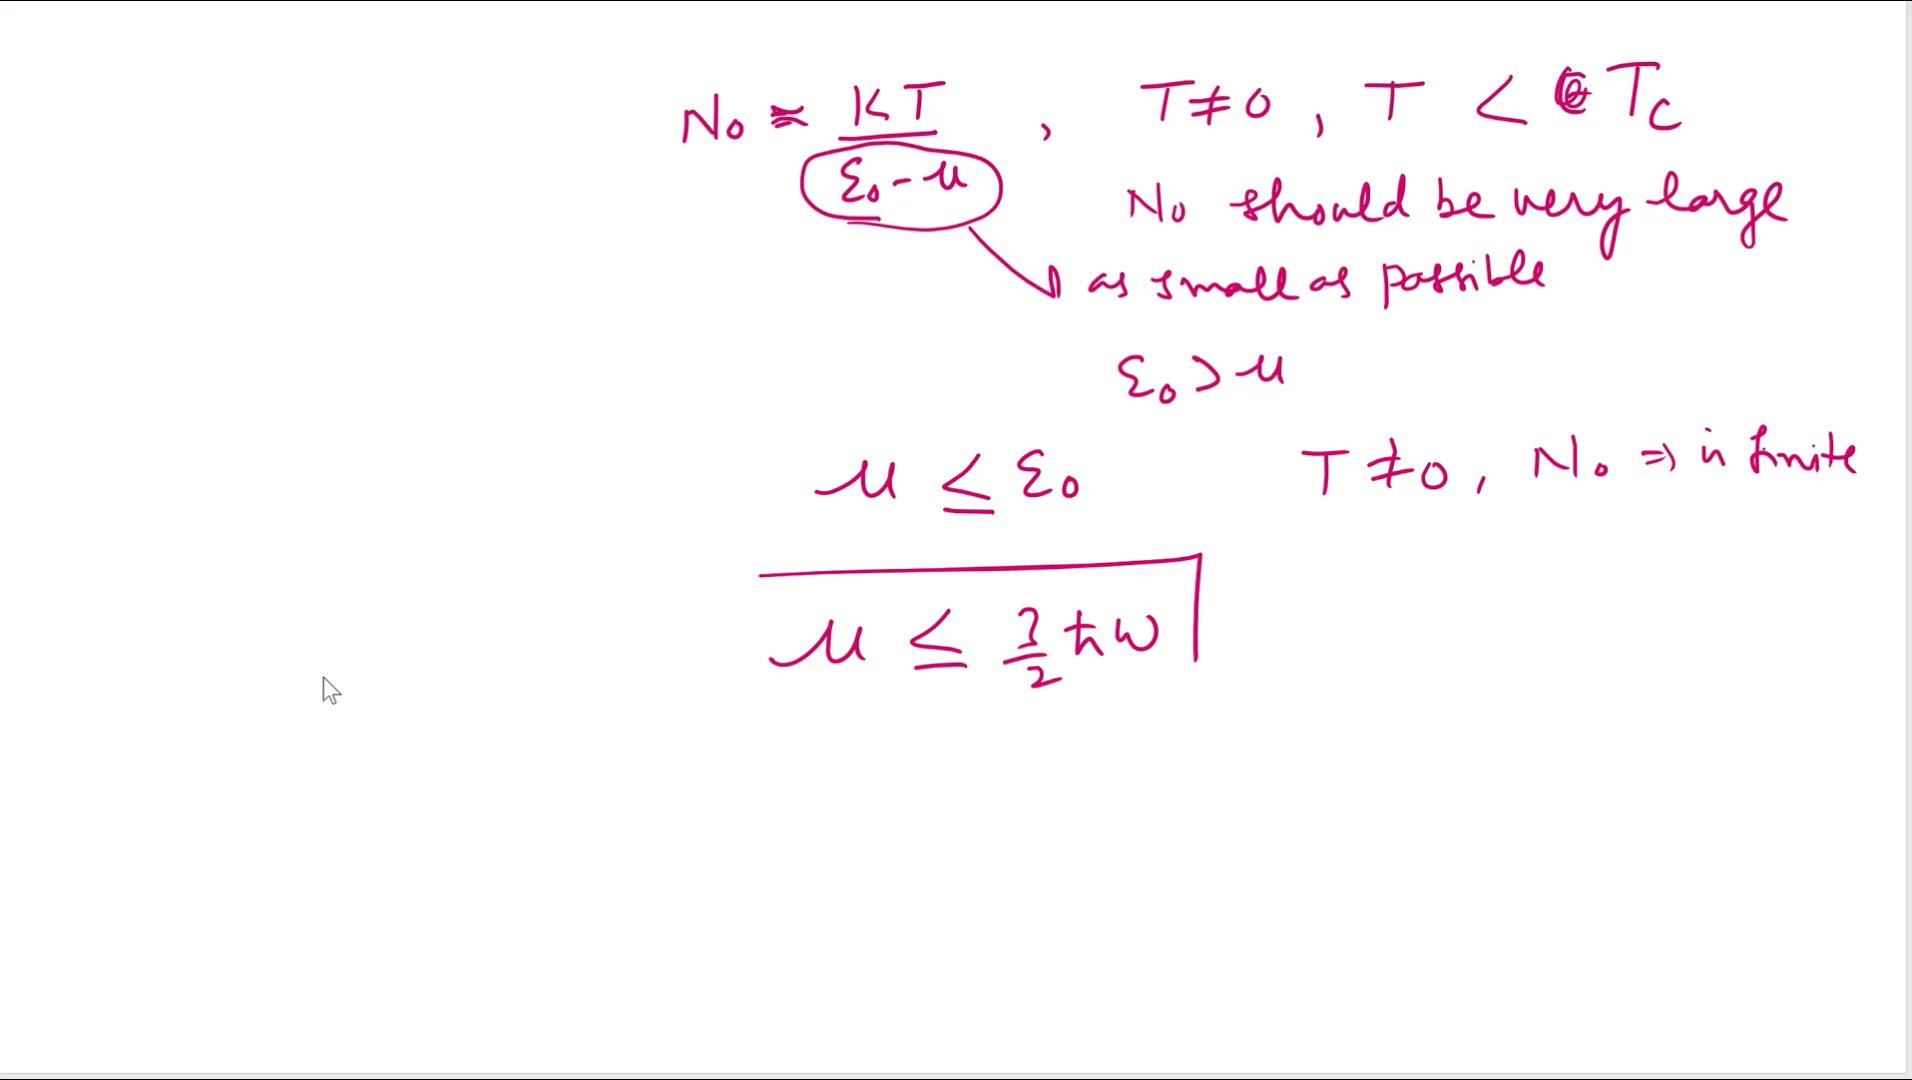 N₀ ≈ KT / (ε₀ - μ) , T ≠ 0 , T < T_C
N₀ should be very large
as small as possible
ε₀ > μ
μ ≤ ε₀ T ≠ 0 , N₀ ⇒ infinite
μ ≤ 3/2 ħω